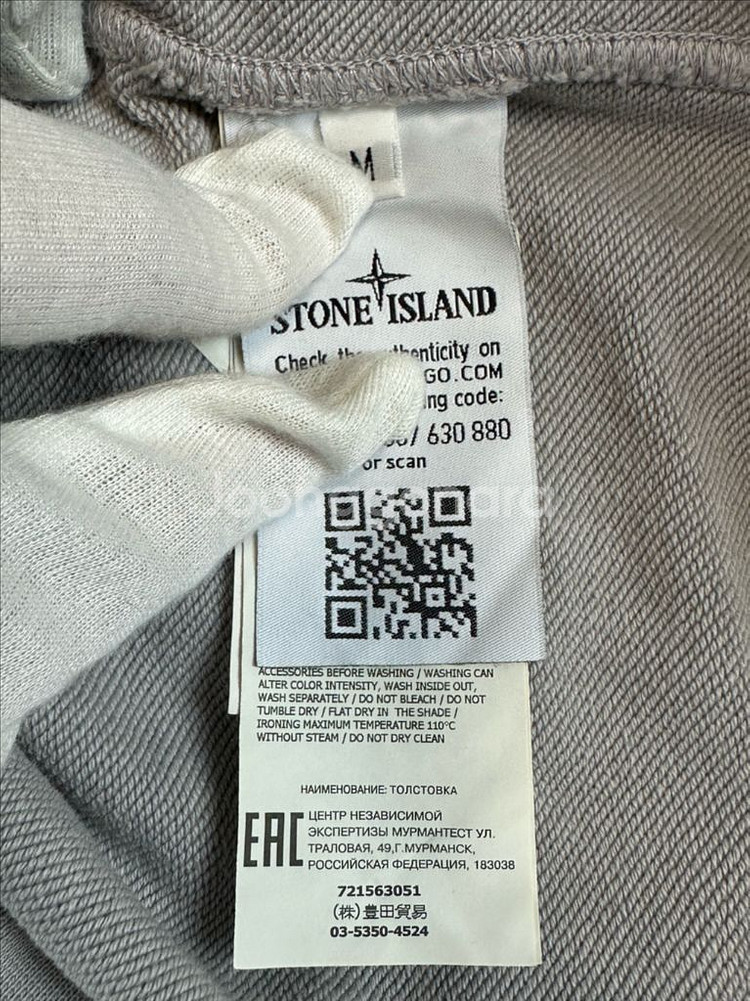 M
STONE ISLAND
Check the authenticity on
GO.COM
ng code:
630 880
or scan
ACCESSORIES BEFORE WASHING / WASHING CAN
ALTER COLOR INTENSITY, WASH INSIDE OUT,
WASH SEPARATELY / DO NOT BLEACH / DO NOT
TUMBLE DRY / FLAT DRY IN THE SHADE /
IRONING MAXIMUM TEMPERATURE 110°C
WITHOUT STEAM / DO NOT DRY CLEAN
НАИМЕНОВАНИЕ: ТОЛСТОВКА
EAC
ЦЕНТР НЕЗАВИСИМОЙ
ЭКСПЕРТИЗЫ МУРМАНТЕСТ УЛ.
ТРАЛОВАЯ, 49,Г.МУРМАНСК,
РОССИЙСКАЯ ФЕДЕРАЦИЯ, 183038
721563051
(株)豊田貿易
03-5350-4524